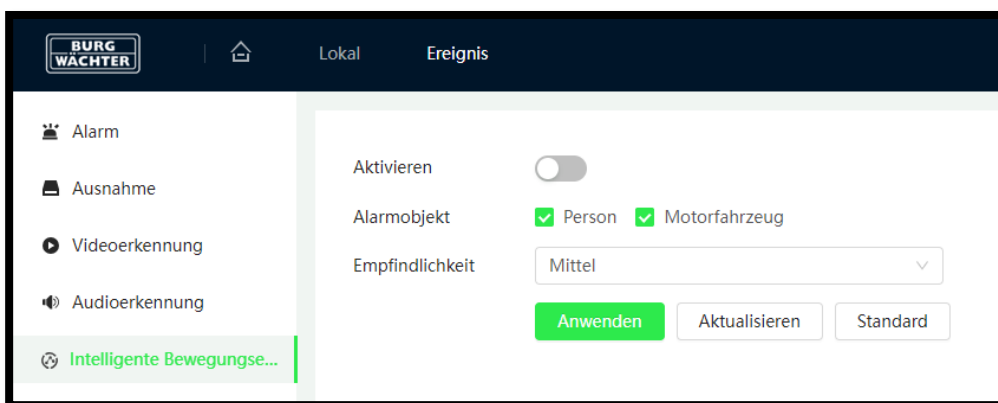 BURG
WÄCHTER
Lokal Ereignis
Alarm
Ausnahme
Videoerkennung
Audioerkennung
Intelligente Bewegungse...
Aktivieren
Alarmobjekt Person Motorfahrzeug
Empfindlichkeit Mittel
Anwenden Aktualisieren Standard